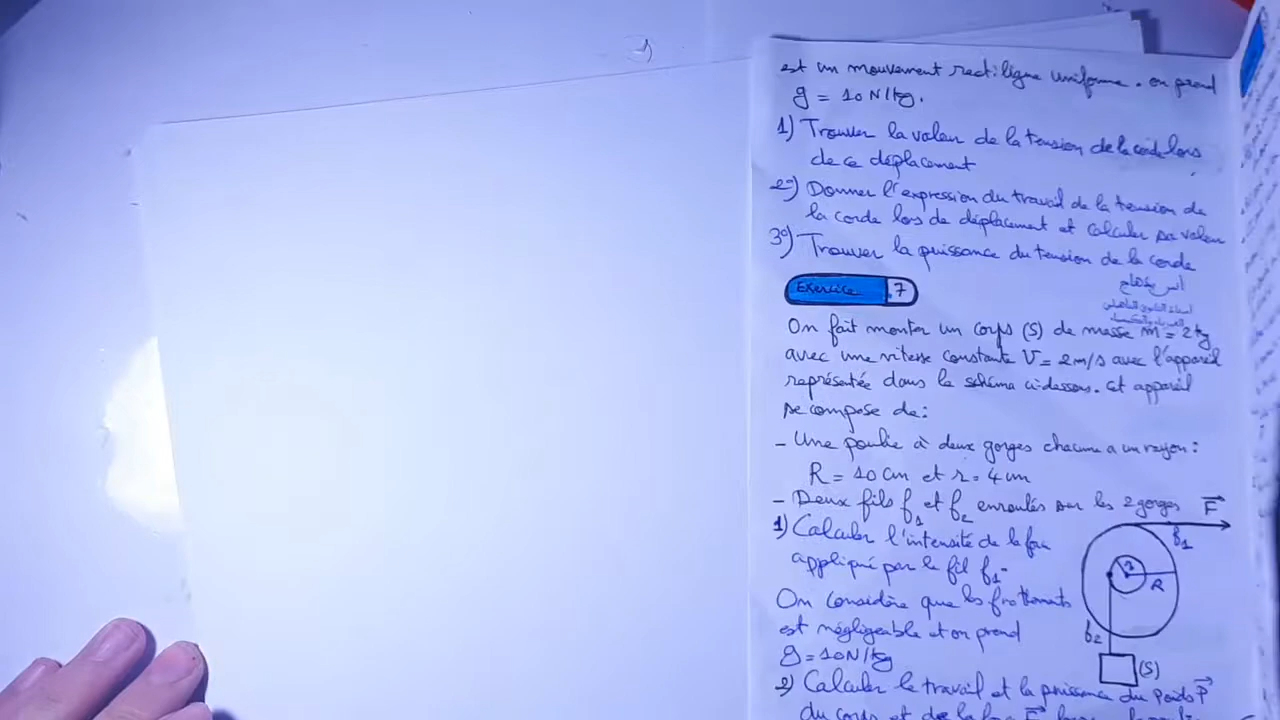 est un mouvement rectiligne uniforme. on prend
g = 10 N/kg.
1) Trouver la valeur de la tension de la corde lors
de ce déplacement
2°) Donner l'expression du travail de la tension de
la corde lors de déplacement et calculer sa valeur
3°) Trouver la puissance du tension de la corde
Exercice 7
On fait monter un corps (S) de masse m = 2 kg
avec une vitesse constante V = 2 m/s avec l'appareil
représentée dans le schéma ci-dessous. Cet appareil
se compose de:
- Une poulie à deux gorges chacune a un rayon:
R = 10 cm et r = 4 cm
- Deux fils f1 et f2 enroulés sur les 2 gorges
F
f1
r
R
f2
(S)
1) Calculer l'intensité de la force
appliqué par le fil f1-
On considère que les frottements
est négligeable et on prend
g = 10 N/kg
2) Calculer le travail et la puissance du Poids P
du corps et de la force F